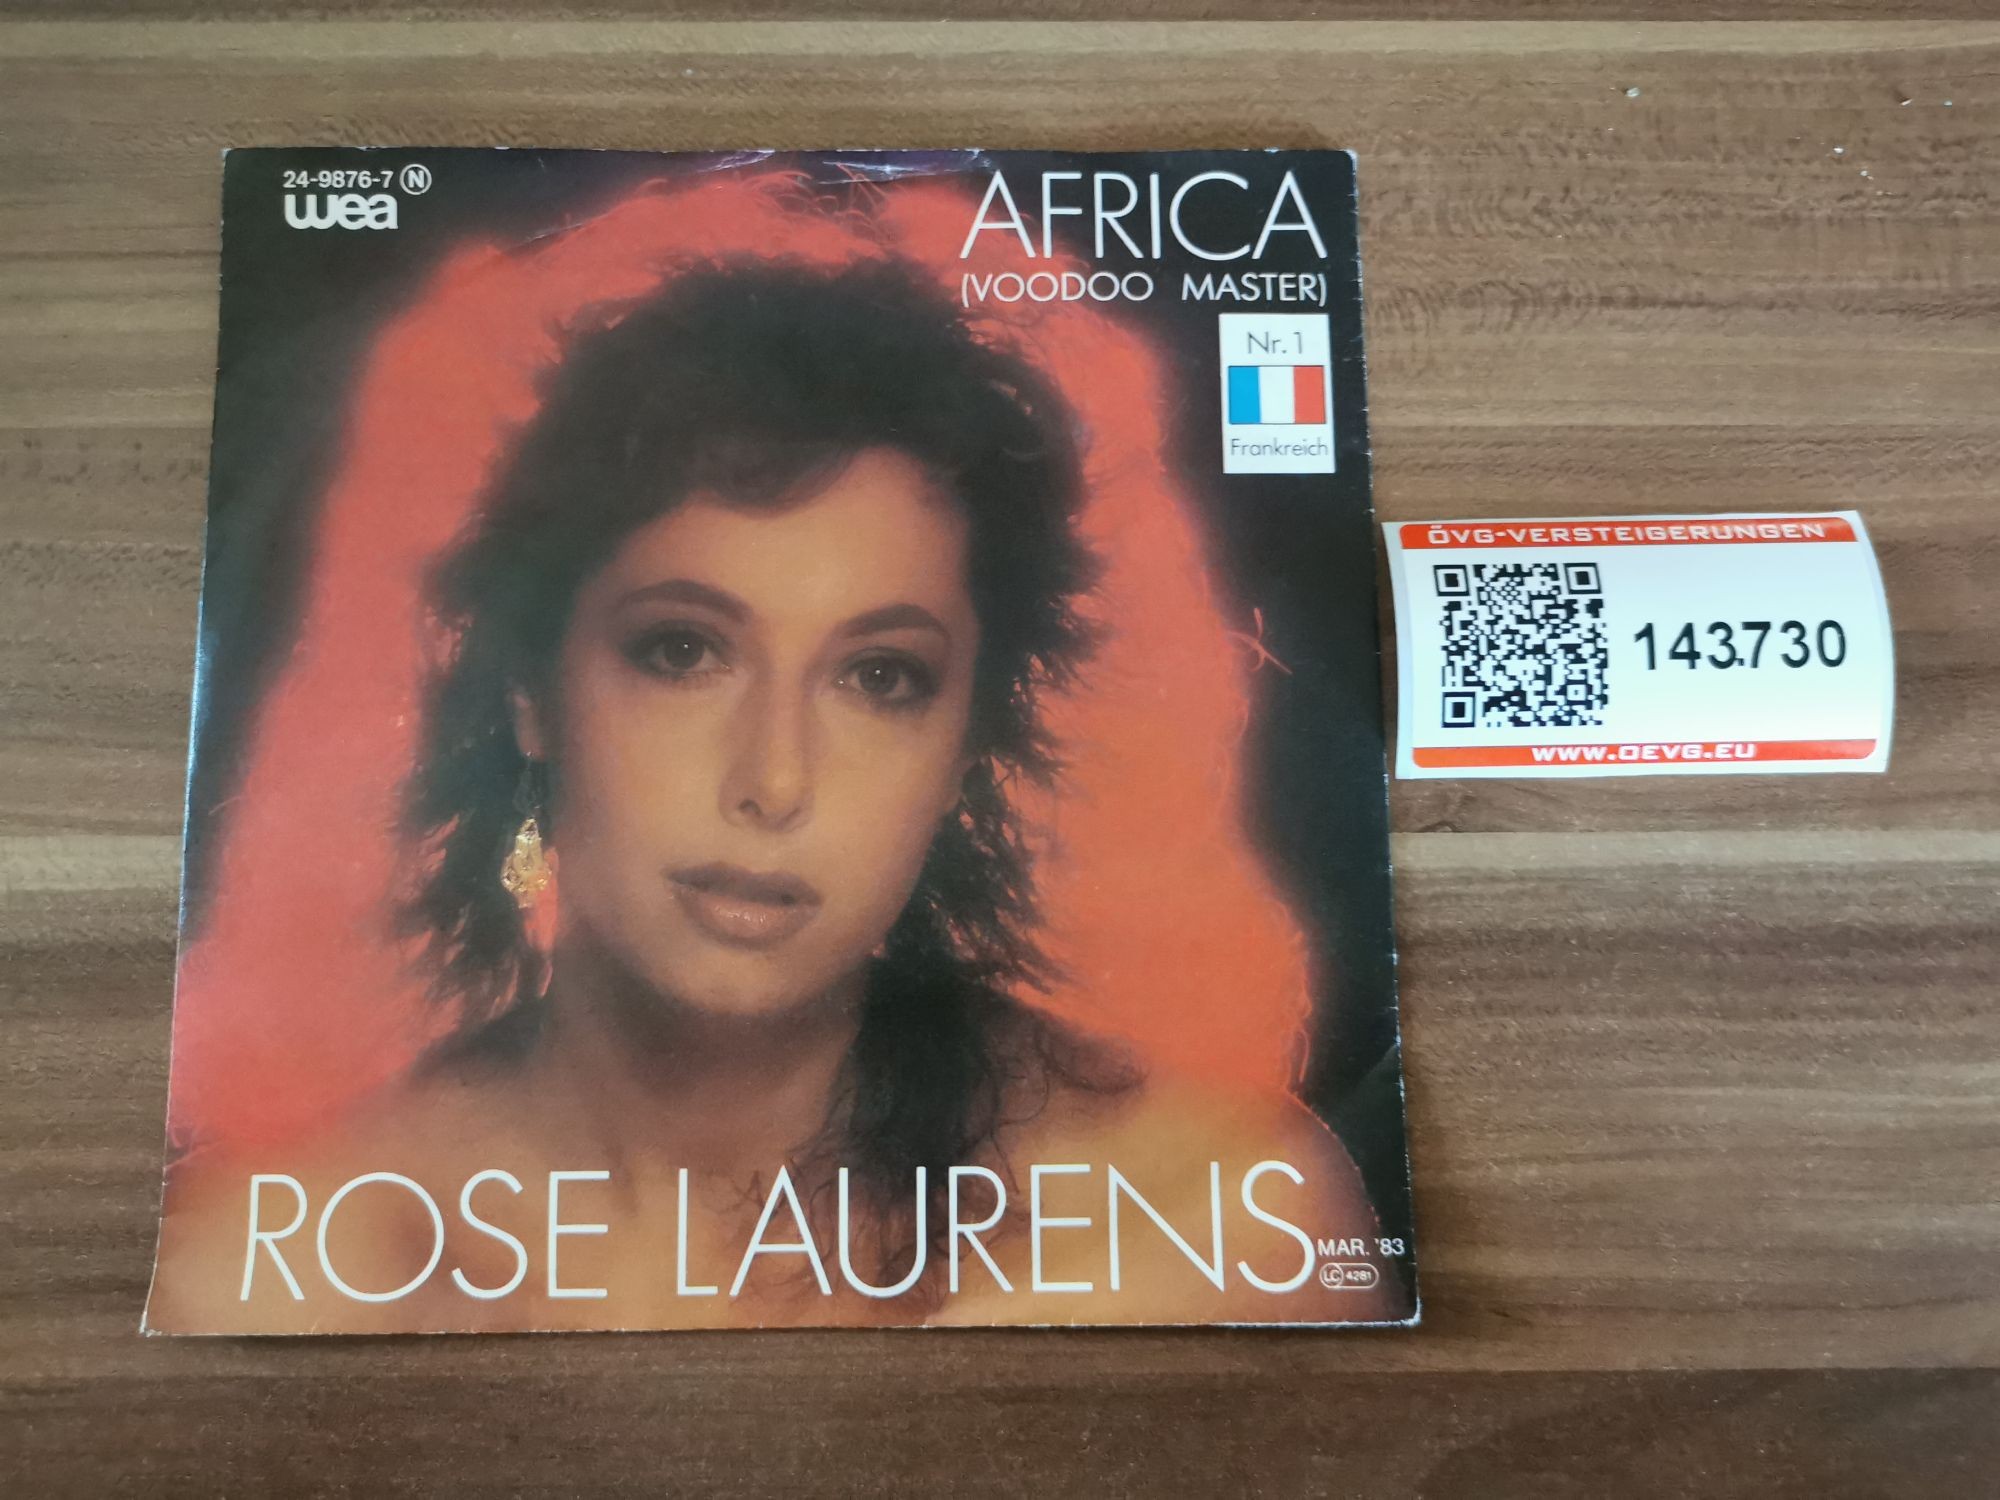 24-9876-7 N
wea
AFRICA
(VOODOO MASTER)
Nr. 1
Frankreich
ROSE LAURENS
MAR. '83
LC 4281
ÖVG-VERSTEIGERUNGEN
143.730
WWW.OEVG.EU